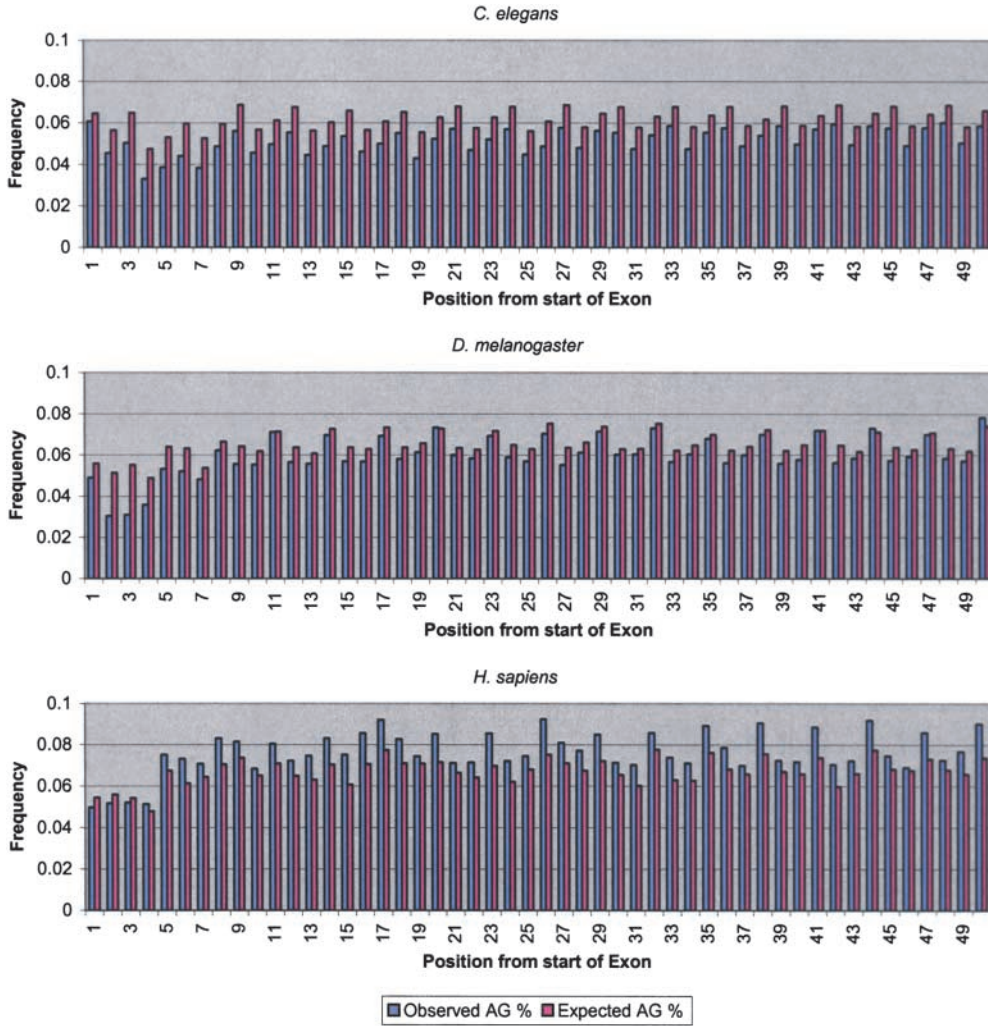 C. elegans
0.1
0.08
0.06
0.04
0.02
0
Frequency
1 3 5 7 9 11 13 15 17 19 21 23 25 27 29 31 33 35 37 39 41 43 45 47 49
Position from start of Exon
D. melanogaster
0.1
0.08
0.06
0.04
0.02
0
Frequency
1 3 5 7 9 11 13 15 17 19 21 23 25 27 29 31 33 35 37 39 41 43 45 47 49
Position from start of Exon
H. sapiens
0.1
0.08
0.06
0.04
0.02
0
Frequency
1 3 5 7 9 11 13 15 17 19 21 23 25 27 29 31 33 35 37 39 41 43 45 47 49
Position from start of Exon
Observed AG % Expected AG %